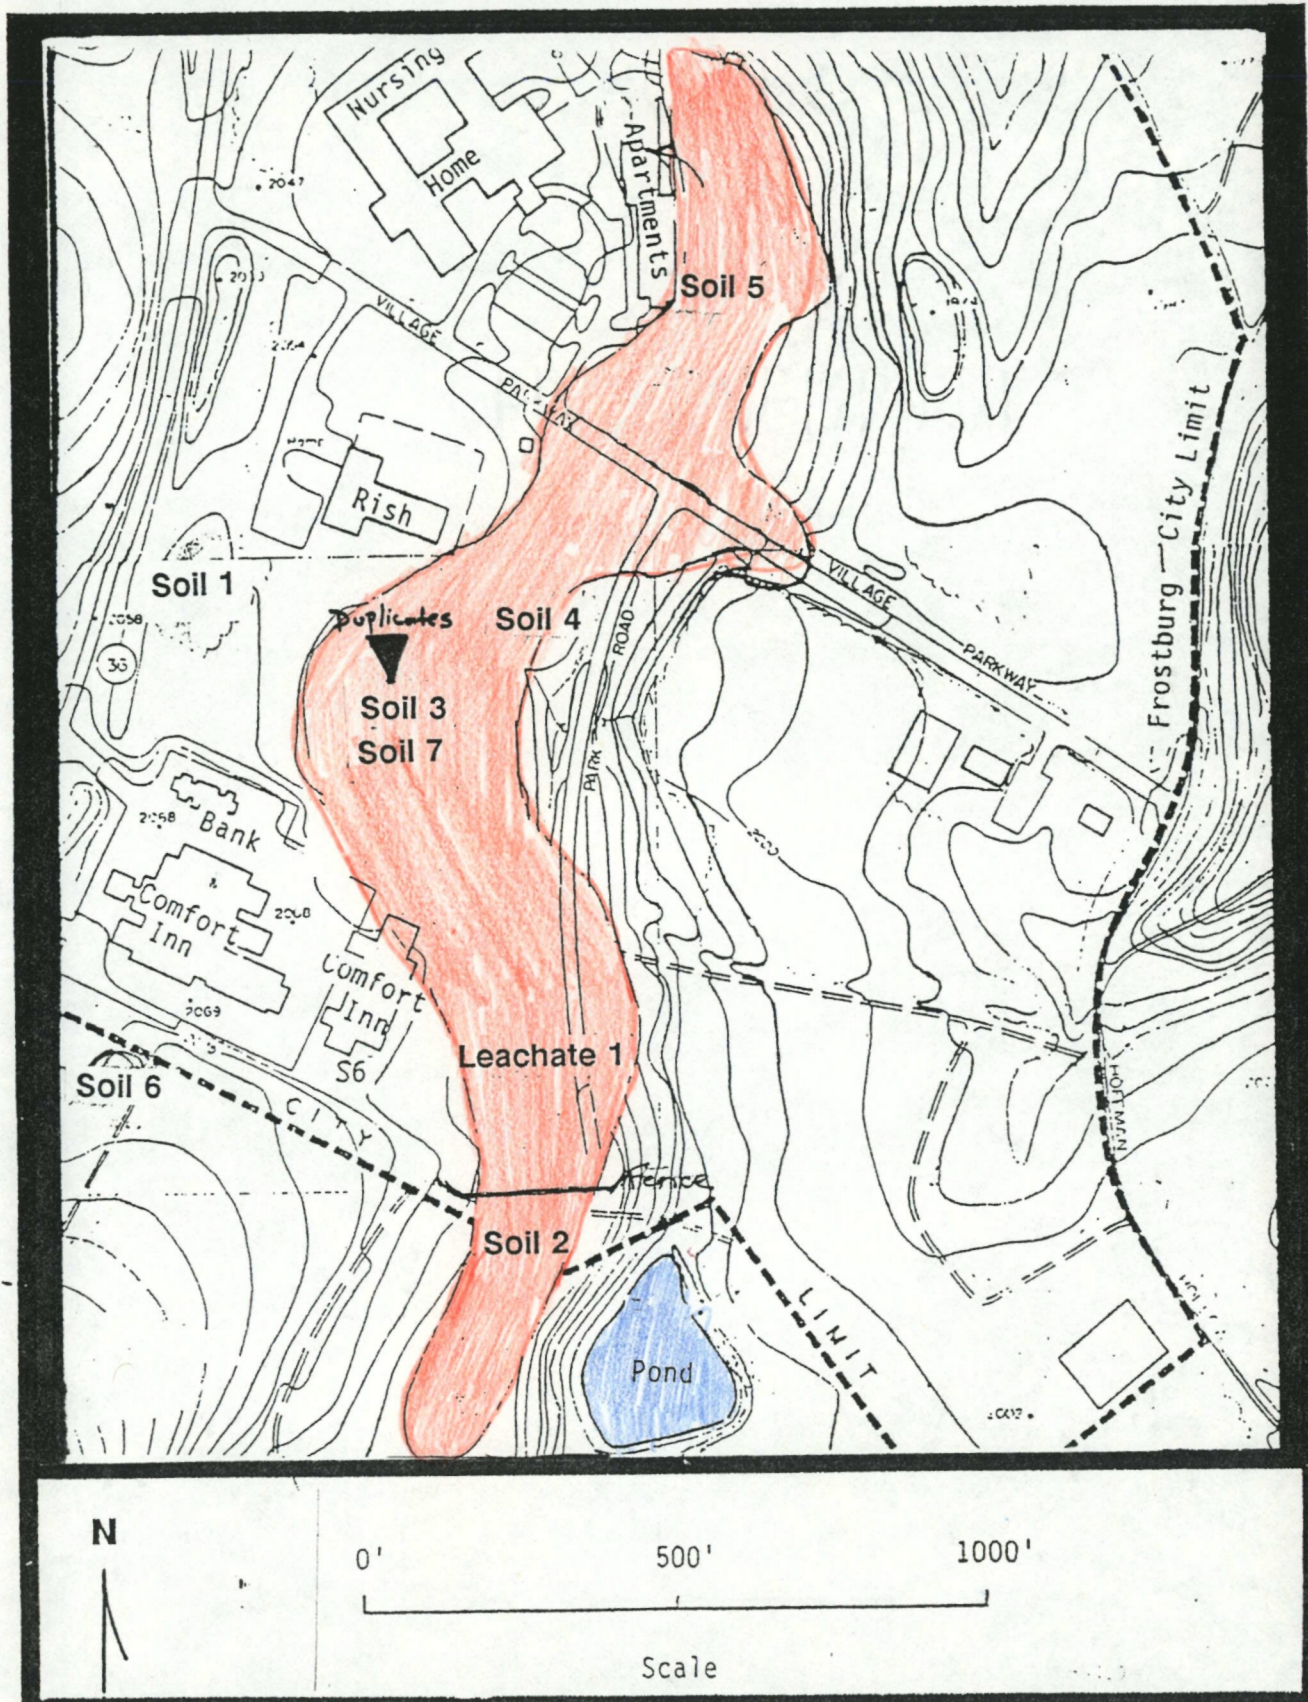 Nursing
Home
Apartments
2047
Soil 5
VILLAGE
PARKWAY
Rish
Soil 1
Duplicates
Soil 4
36
Soil 3
Soil 7
ROAD
PARK
VILLAGE
PARKWAY
Frostburg City Limit
Bank
2068
Comfort
Inn
2069
Comfort
Inn
S6
Leachate 1
Soil 6
CITY
HOFFMAN
Fence
Soil 2
LIMIT
Pond
N
0' 500' 1000'
Scale